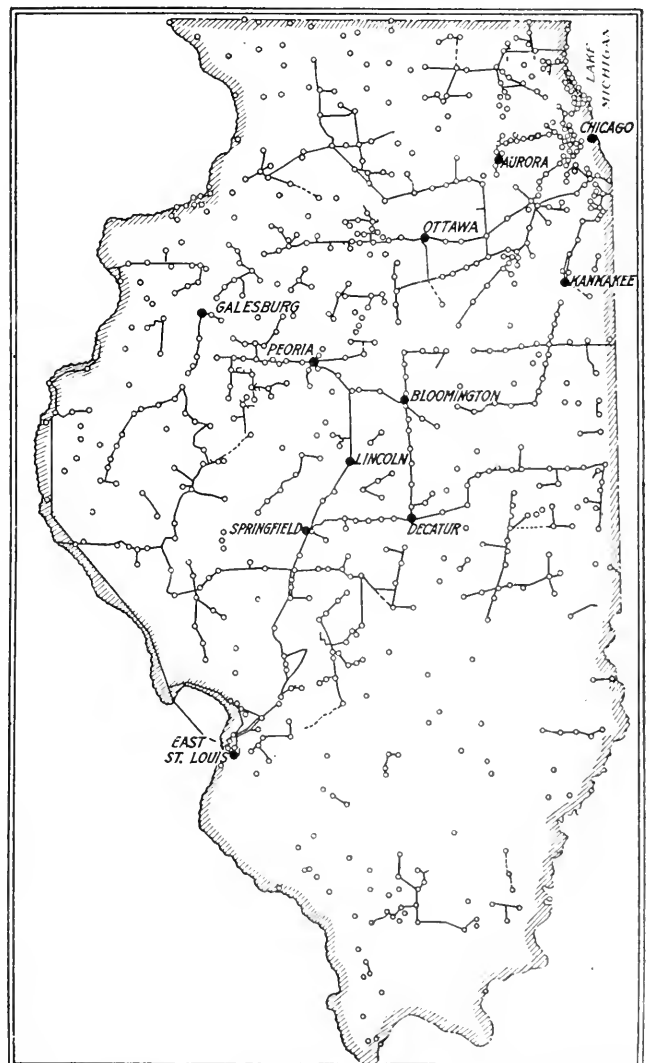 LAKE
MICHIGAN
CHICAGO
AURORA
OTTAWA
KANKAKEE
GALESBURG
PEORIA
BLOOMINGTON
LINCOLN
SPRINGFIELD
DECATUR
EAST
ST. LOUIS